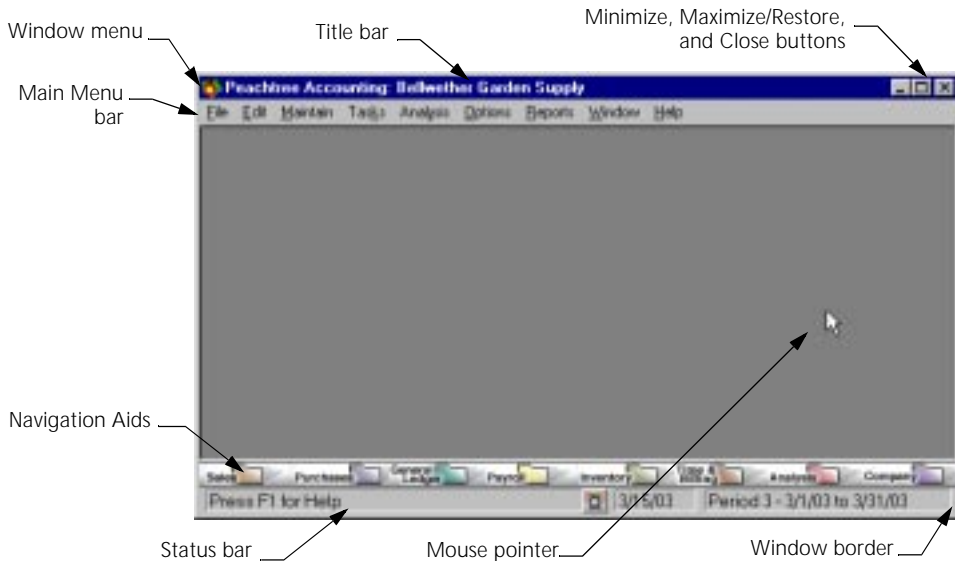 Minimize, Maximize/Restore,
and Close buttons
Window menu
Title bar
Main Menu
bar
Peachtree Accounting: Bellwether Garden Supply
File Edit Maintain Tasks Analysis Options Reports Window Help
Navigation Aids
Sales Purchases General Ledger Payroll Inventory Time & Billing Analysis Company
Press F1 for Help 3/15/03 Period 3 - 3/1/03 to 3/31/03
Status bar
Mouse pointer
Window border